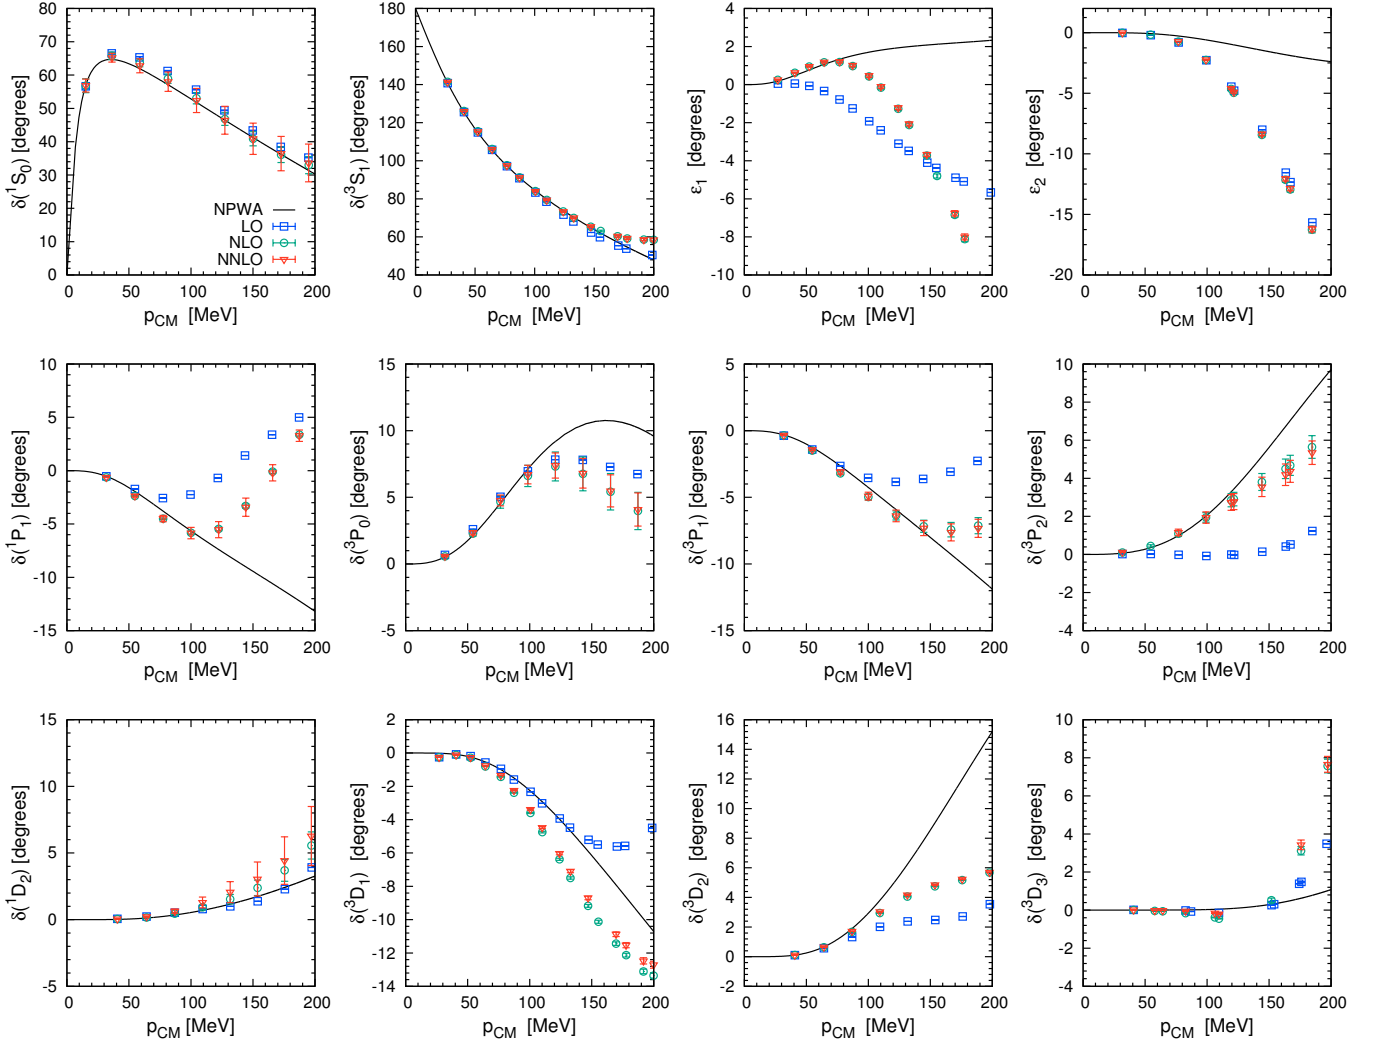 δ(¹S₀) [degrees]
80
70
60
50
40
30
20
10
0
NPWA
LO
NLO
NNLO
0 50 100 150 200
p_CM [MeV]
δ(³S₁) [degrees]
180
160
140
120
100
80
60
40
0 50 100 150 200
p_CM [MeV]
ε₁ [degrees]
4
2
0
-2
-4
-6
-8
-10
0 50 100 150 200
p_CM [MeV]
ε₂ [degrees]
0
-5
-10
-15
-20
0 50 100 150 200
p_CM [MeV]
δ(¹P₁) [degrees]
10
5
0
-5
-10
-15
0 50 100 150 200
p_CM [MeV]
δ(³P₀) [degrees]
15
10
5
0
-5
0 50 100 150 200
p_CM [MeV]
δ(³P₁) [degrees]
5
0
-5
-10
-15
0 50 100 150 200
p_CM [MeV]
δ(³P₂) [degrees]
10
8
6
4
2
0
-2
-4
0 50 100 150 200
p_CM [MeV]
δ(¹D₂) [degrees]
15
10
5
0
-5
0 50 100 150 200
p_CM [MeV]
δ(³D₁) [degrees]
2
0
-2
-4
-6
-8
-10
-12
-14
0 50 100 150 200
p_CM [MeV]
δ(³D₂) [degrees]
16
14
12
10
8
6
4
2
0
-2
0 50 100 150 200
p_CM [MeV]
δ(³D₃) [degrees]
10
8
6
4
2
0
-2
-4
0 50 100 150 200
p_CM [MeV]